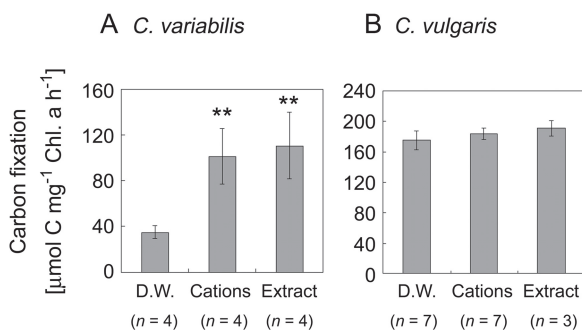 A C. variabilis
B C. vulgaris
Carbon fixation
[µmol C mg⁻¹ Chl. a h⁻¹]
160
120
80
40
0
**
**
D.W. Cations Extract
(n = 4) (n = 4) (n = 4)
240
200
160
120
80
40
0
D.W. Cations Extract
(n = 7) (n = 7) (n = 3)